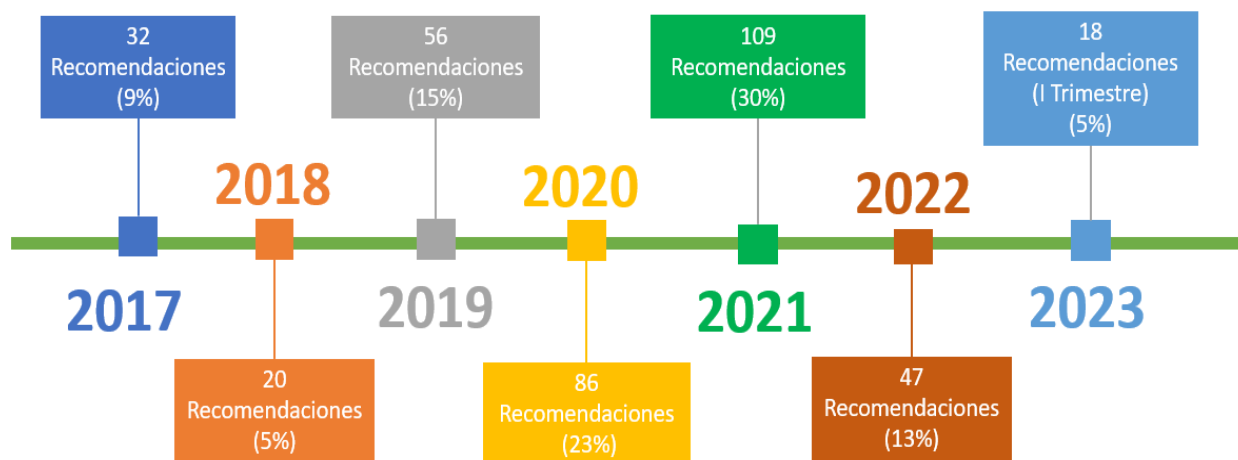 32
Recomendaciones
(9%)
56
Recomendaciones
(15%)
109
Recomendaciones
(30%)
18
Recomendaciones
(I Trimestre)
(5%)
2018
2020
2022
2017
2019
2021
2023
20
Recomendaciones
(5%)
86
Recomendaciones
(23%)
47
Recomendaciones
(13%)